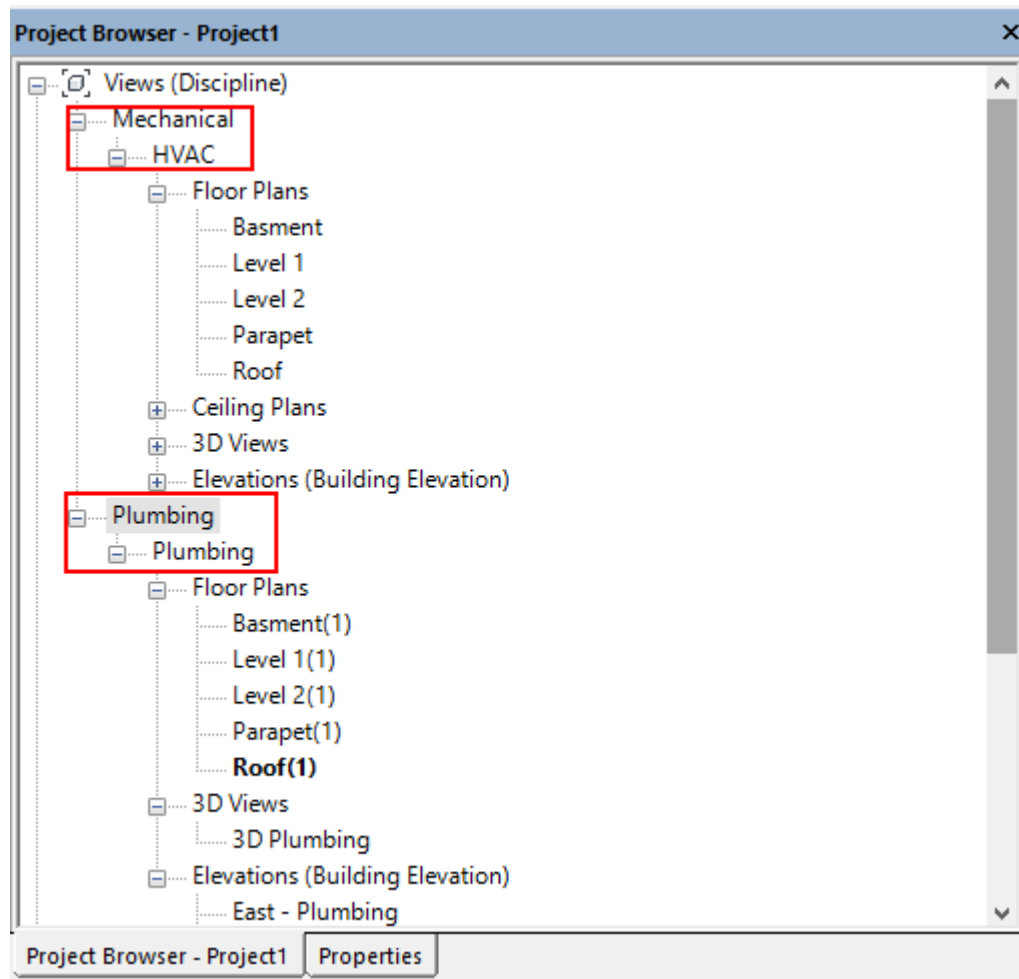 Project Browser - Project1
Views (Discipline)
Mechanical
HVAC
Floor Plans
Basment
Level 1
Level 2
Parapet
Roof
Ceiling Plans
3D Views
Elevations (Building Elevation)
Plumbing
Plumbing
Floor Plans
Basment(1)
Level 1(1)
Level 2(1)
Parapet(1)
Roof(1)
3D Views
3D Plumbing
Elevations (Building Elevation)
East - Plumbing
Project Browser - Project1 Properties